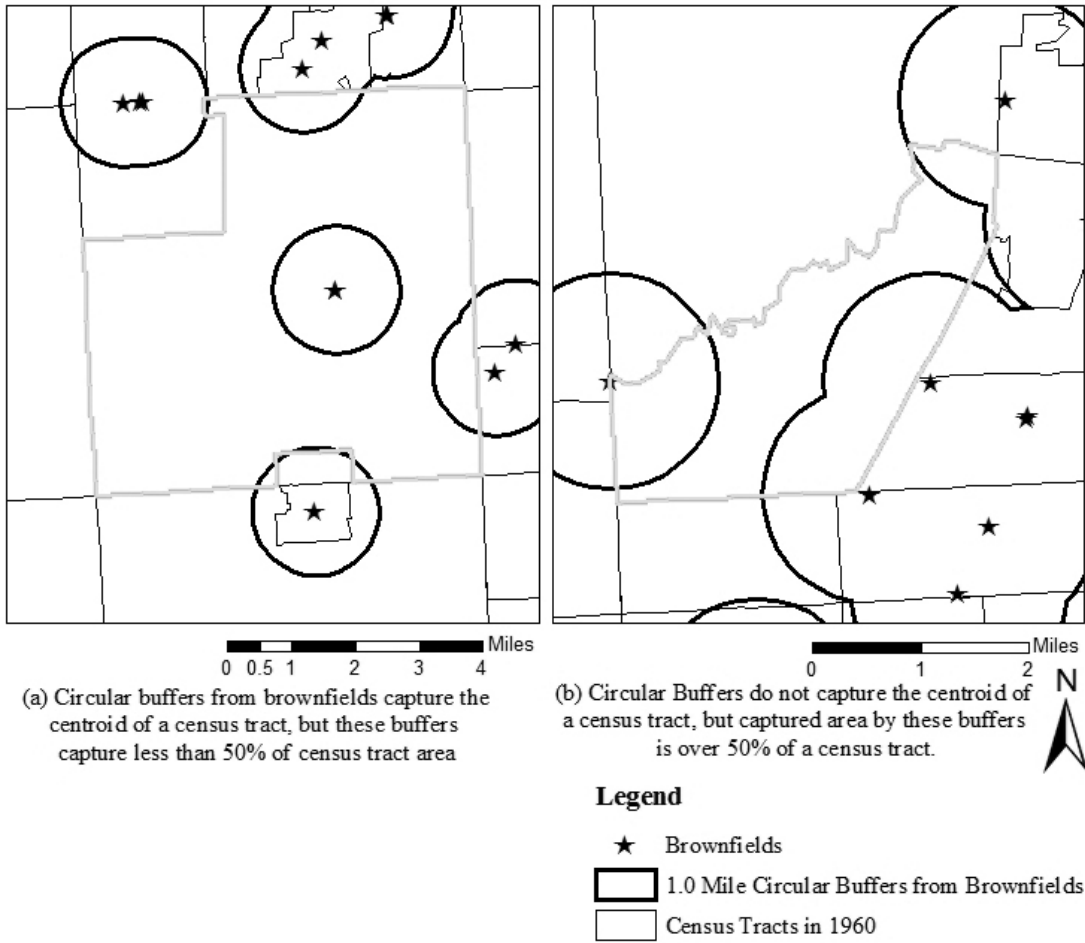 Miles
0 0.5 1 2 3 4
(a) Circular buffers from brownfields capture the
centroid of a census tract, but these buffers
capture less than 50% of census tract area
Miles
0 1 2
(b) Circular Buffers do not capture the centroid of
a census tract, but captured area by these buffers
is over 50% of a census tract.
N
Legend
Brownfields
1.0 Mile Circular Buffers from Brownfields
Census Tracts in 1960